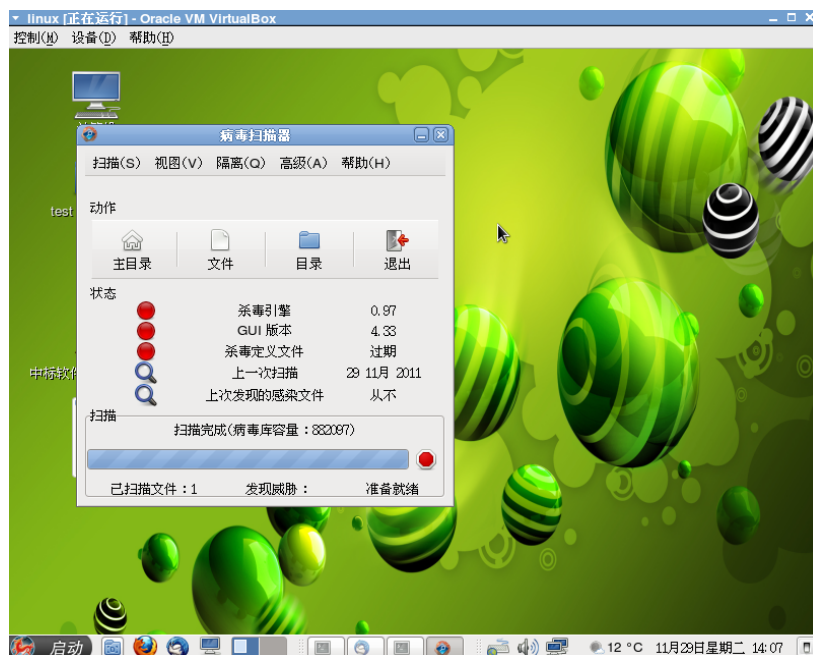 linux [正在运行] - Oracle VM VirtualBox
控制(M) 设备(D) 帮助(H)
病毒扫描器
扫描(S) 视图(V) 隔离(Q) 高级(A) 帮助(H)
test
动作
主目录 文件 目录 退出
状态
杀毒引擎 0.97
GUI 版本 4.33
杀毒定义文件 过期
上一次扫描 29 11月 2011
上次发现的感染文件 从不
中标软件
扫描
扫描完成(病毒库容量：882097)
已扫描文件：1 发现威胁： 准备就绪
启动 12 °C 11月29日星期二 14:07